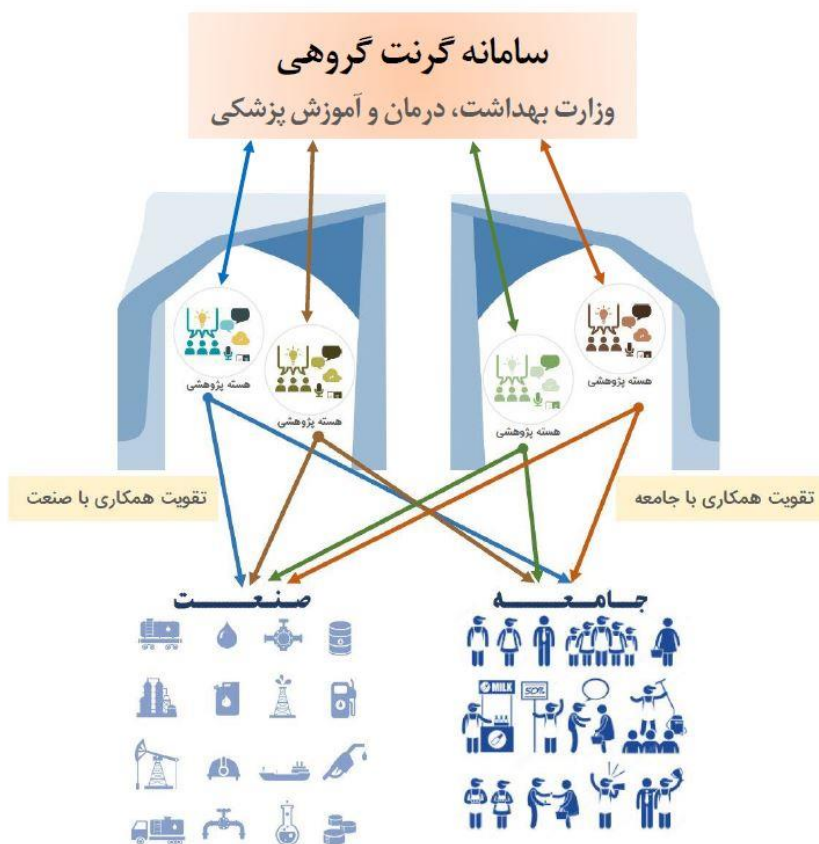 سامانه گرنت گروهی
وزارت بهداشت، درمان و آموزش پزشکی
هسته پژوهشی
هسته پژوهشی
هسته پژوهشی
هسته پژوهشی
تقویت همکاری با جامعه
تقویت همکاری با صنعت
جامعه
صنعت
MILK
50%